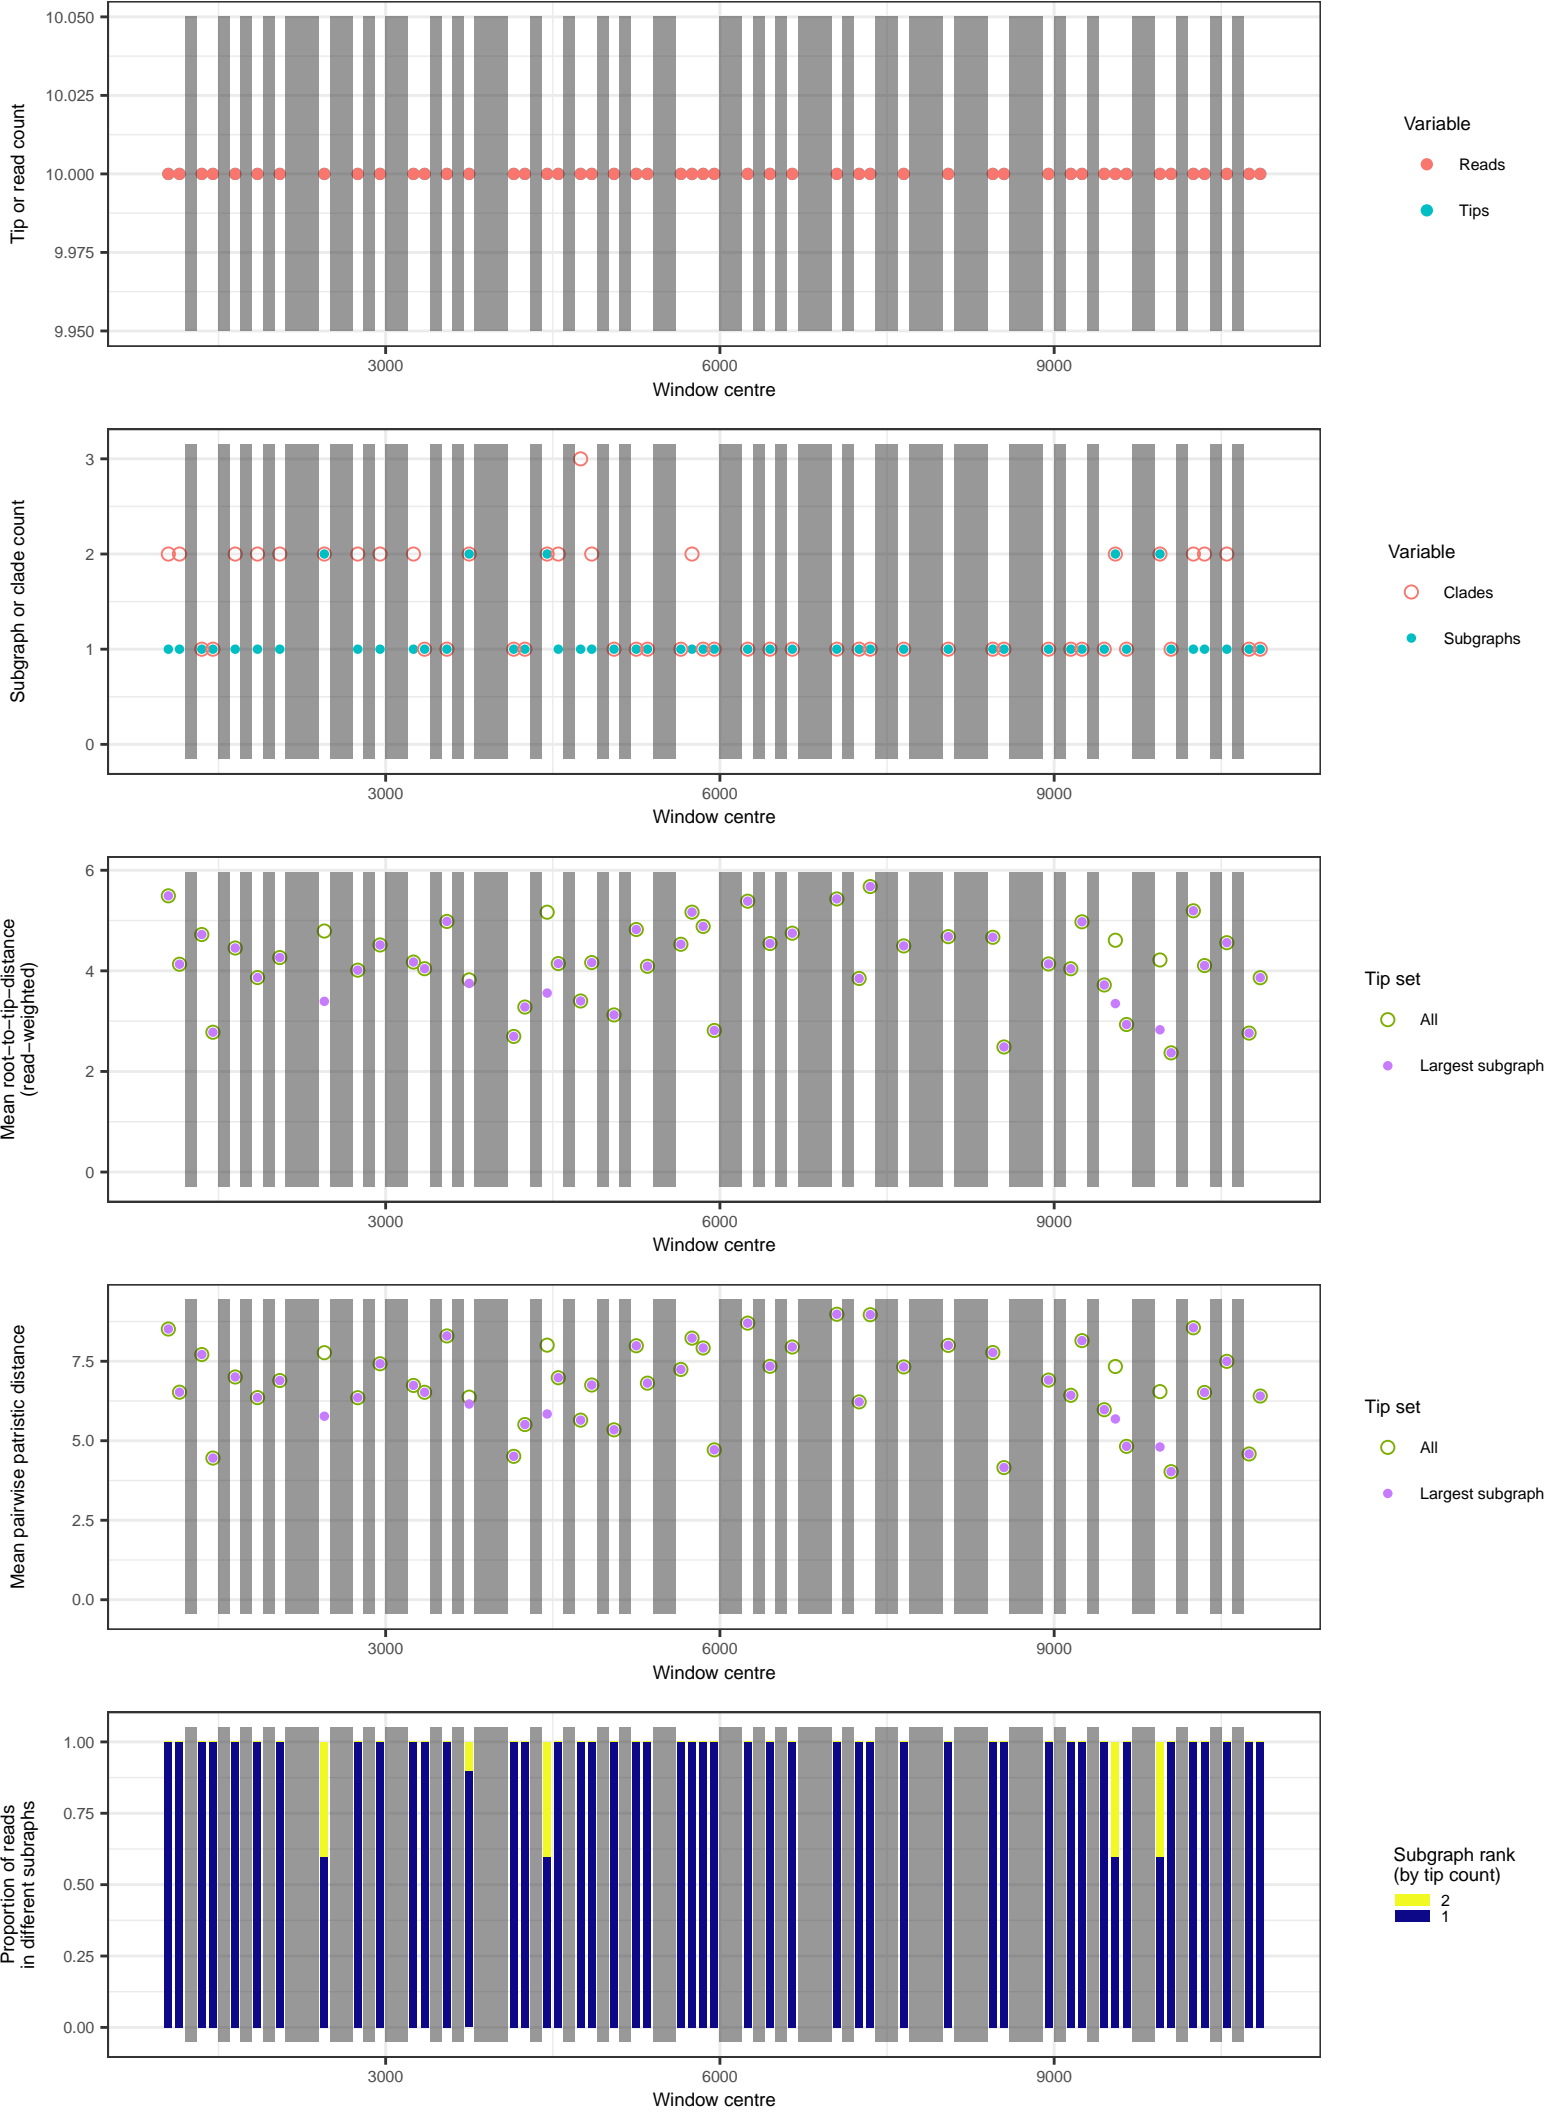 10.050
10.025
10.000
9.975
9.950
Tip or read count
3000
6000
9000
Window centre
Variable
Reads
Tips
3
2
1
0
Subgraph or clade count
3000
6000
9000
Window centre
Variable
Clades
Subgraphs
6
4
2
0
Mean root−to−tip−distance
(read−weighted)
3000
6000
9000
Window centre
Tip set
All
Largest subgraph
7.5
5.0
2.5
0.0
Mean pairwise patristic distance
3000
6000
9000
Window centre
Tip set
All
Largest subgraph
1.00
0.75
0.50
0.25
0.00
Proportion of reads
in different subraphs
3000
6000
9000
Window centre
Subgraph rank
(by tip count)
2
1